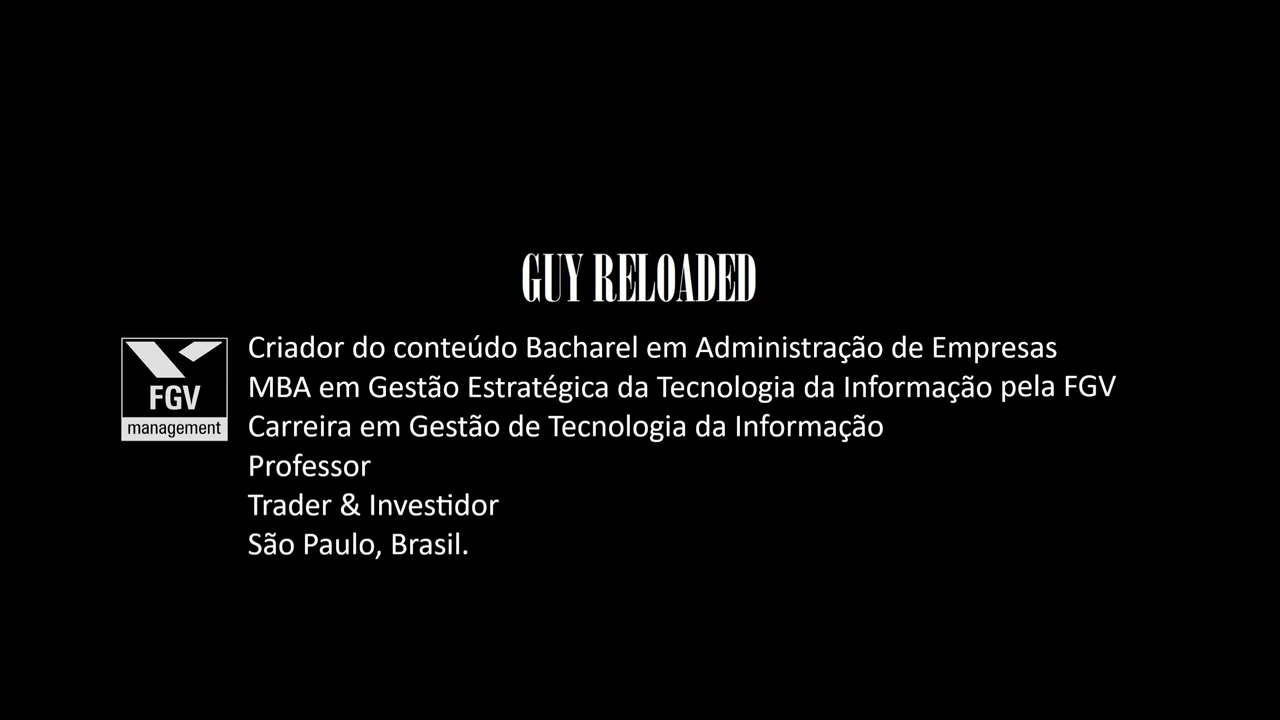 GUY RELOADED
Criador do conteúdo Bacharel em Administração de Empresas
MBA em Gestão Estratégica da Tecnologia da Informação pela FGV
Carreira em Gestão de Tecnologia da Informação
Professor
Trader & Investidor
São Paulo, Brasil.
FGV
management